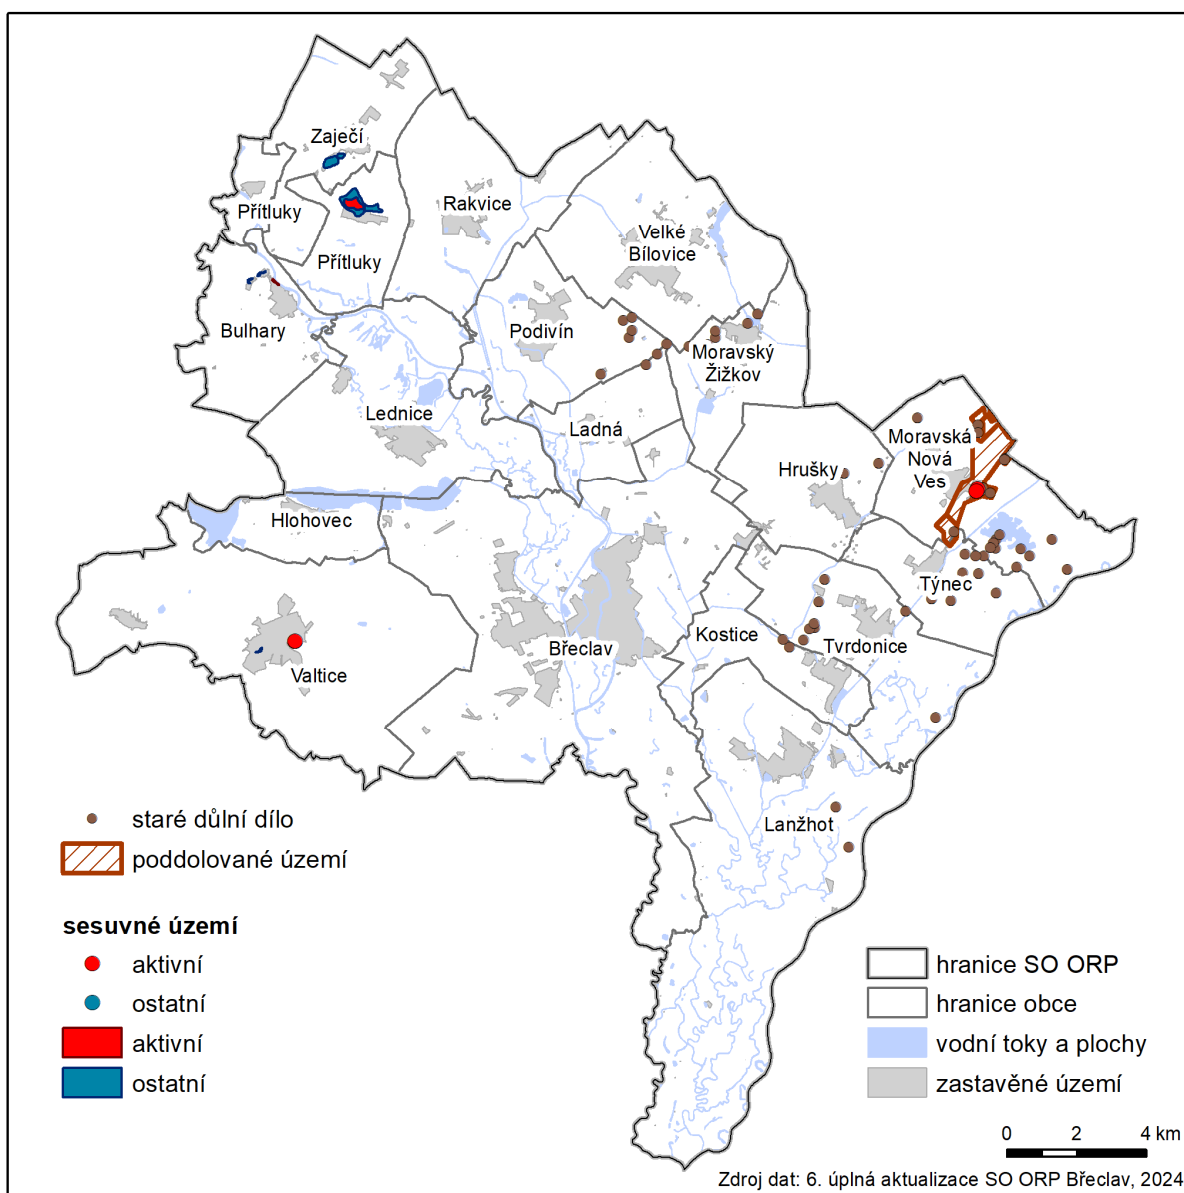 Zaječí
Přítluky
Rakvice
Velké
Bílovice
Přítluky
Bulhary
Podivín
Moravský
Žižkov
Lednice
Ladná
Moravská
Nová
Ves
Hrušky
Hlohovec
Týnec
Kostice
Břeclav
Tvrdonice
Valtice
Lanžhot
staré důlní dílo
poddolované území
sesuvné území
aktivní
ostatní
aktivní
ostatní
hranice SO ORP
hranice obce
vodní toky a plochy
zastavěné území
0 2 4 km
Zdroj dat: 6. úplná aktualizace SO ORP Břeclav, 2024